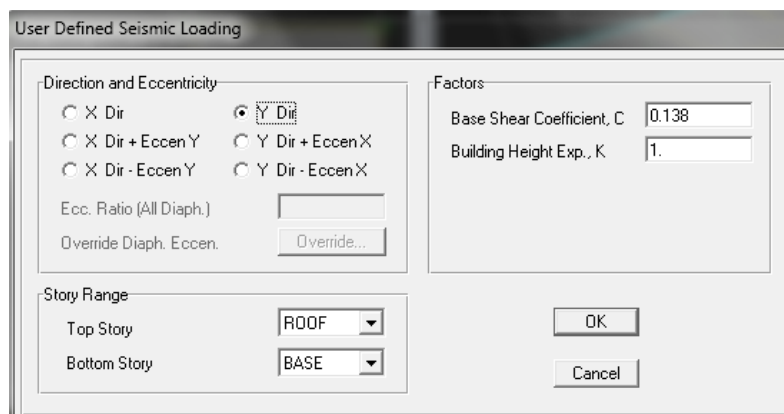 User Defined Seismic Loading
Direction and Eccentricity
X Dir
Y Dir
X Dir + Eccen Y
Y Dir + Eccen X
X Dir - Eccen Y
Y Dir - Eccen X
Ecc. Ratio (All Diaph.)
Override Diaph. Eccen.
Override...
Factors
Base Shear Coefficient, C
0.138
Building Height Exp., K
1.
Story Range
Top Story
ROOF
Bottom Story
BASE
OK
Cancel